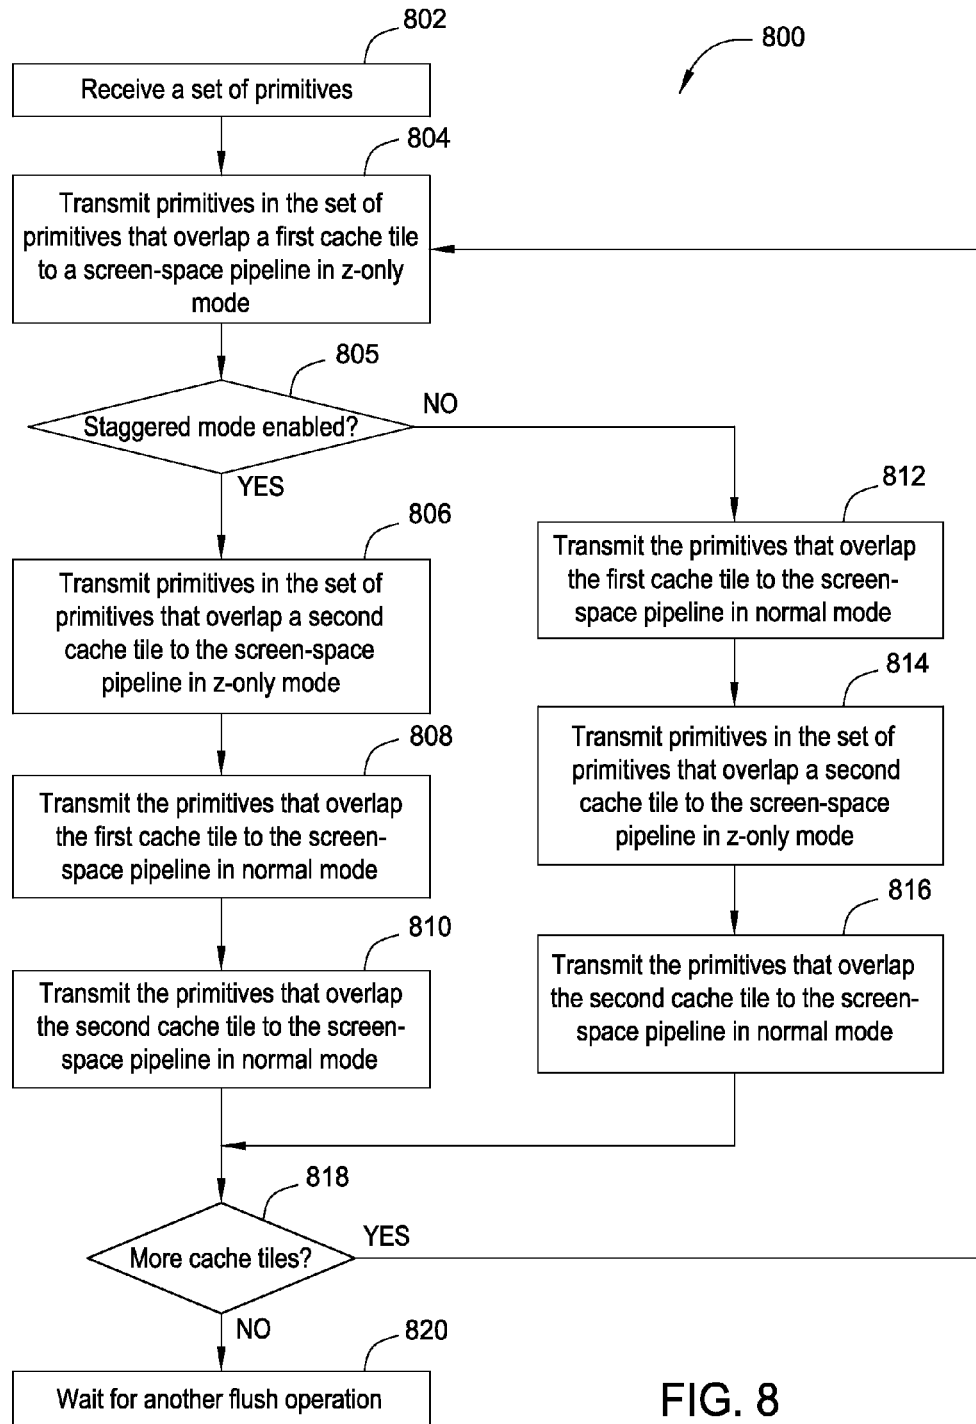 802
800
Receive a set of primitives
804
Transmit primitives in the set of
primitives that overlap a first cache tile
to a screen-space pipeline in z-only
mode
805
Staggered mode enabled?
NO
YES
806
Transmit primitives in the set of
primitives that overlap a second
cache tile to the screen-space
pipeline in z-only mode
808
Transmit the primitives that overlap
the first cache tile to the screen-
space pipeline in normal mode
810
Transmit the primitives that overlap
the second cache tile to the screen-
space pipeline in normal mode
812
Transmit the primitives that overlap
the first cache tile to the screen-
space pipeline in normal mode
814
Transmit primitives in the set of
primitives that overlap a second
cache tile to the screen-space
pipeline in z-only mode
816
Transmit the primitives that overlap
the second cache tile to the screen-
space pipeline in normal mode
818
More cache tiles?
YES
NO
820
Wait for another flush operation
FIG. 8